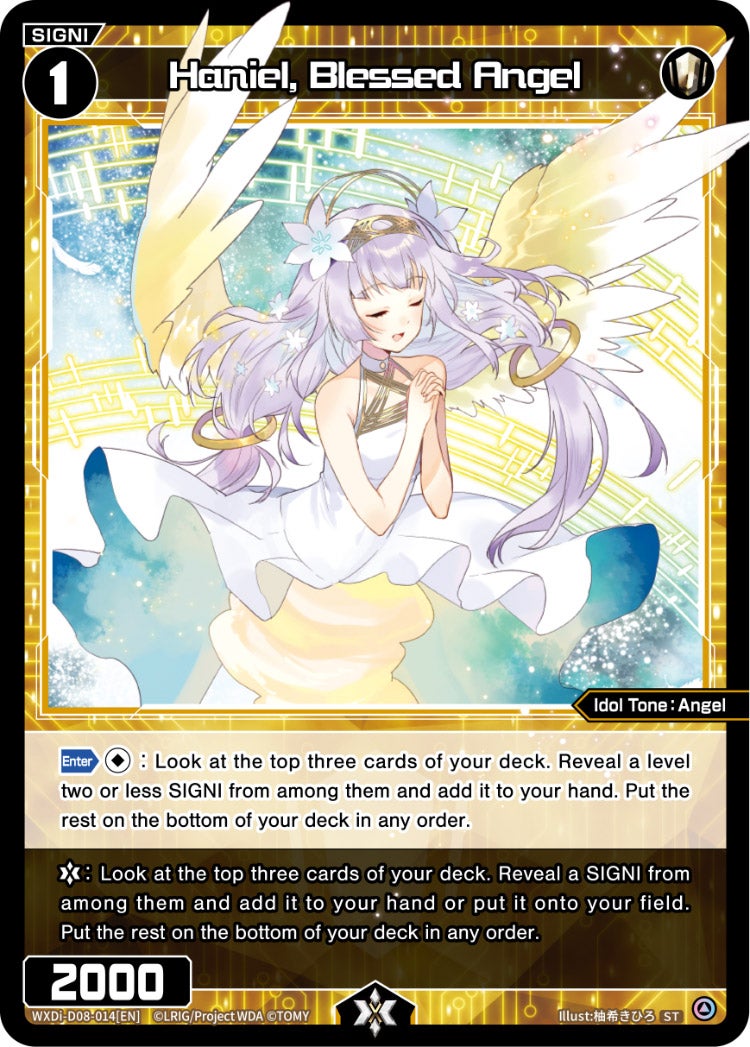 SIGNI
1
Haniel, Blessed Angel
Idol Tone:Angel
Enter : Look at the top three cards of your deck. Reveal a level
two or less SIGNI from among them and add it to your hand. Put the
rest on the bottom of your deck in any order.
: Look at the top three cards of your deck. Reveal a SIGNI from
among them and add it to your hand or put it onto your field.
Put the rest on the bottom of your deck in any order.
2000
WXDi-D08-014[EN] ©LRIG/Project WDA ©TOMY
Illust:柚希きひろ ST